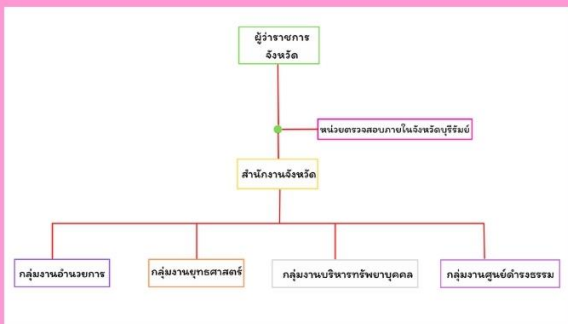 ผู้ว่าราชการ
จังหวัด
หน่วยตรวจสอบภายในจังหวัดบุรีรัมย์
สำนักงานจังหวัด
กลุ่มงานอำนวยการ
กลุ่มงานยุทธศาสตร์
กลุ่มงานบริหารทรัพยาบุคคล
กลุ่มงานศูนย์ดำรงธรรม